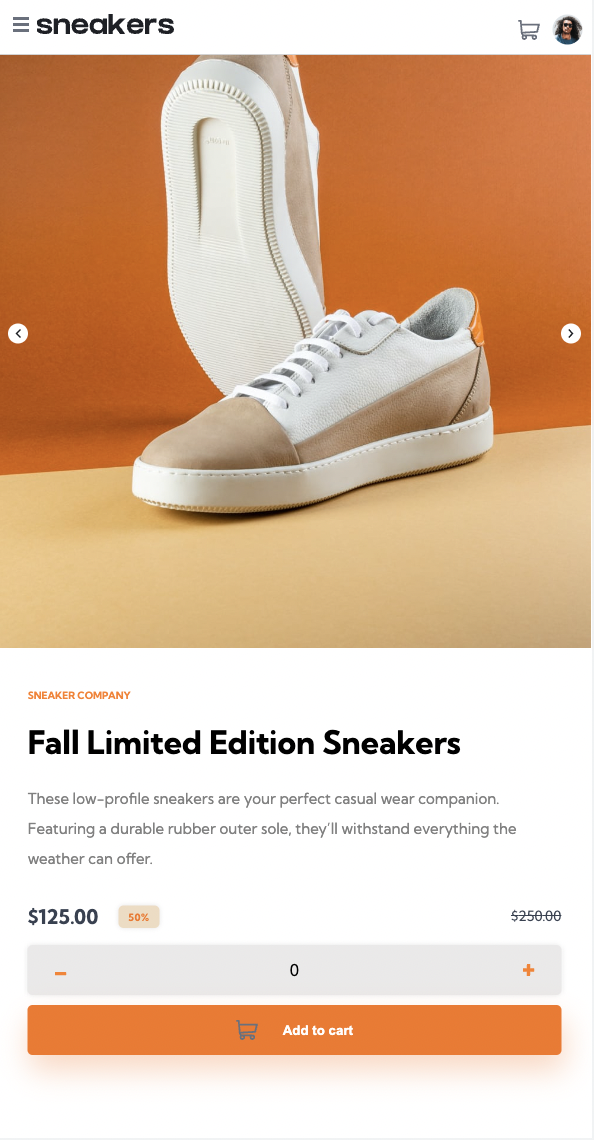 sneakers
SNEAKER COMPANY
Fall Limited Edition Sneakers
These low-profile sneakers are your perfect casual wear companion.
Featuring a durable rubber outer sole, they’ll withstand everything the
weather can offer.
$125.00 50% $250.00
– 0 +
Add to cart